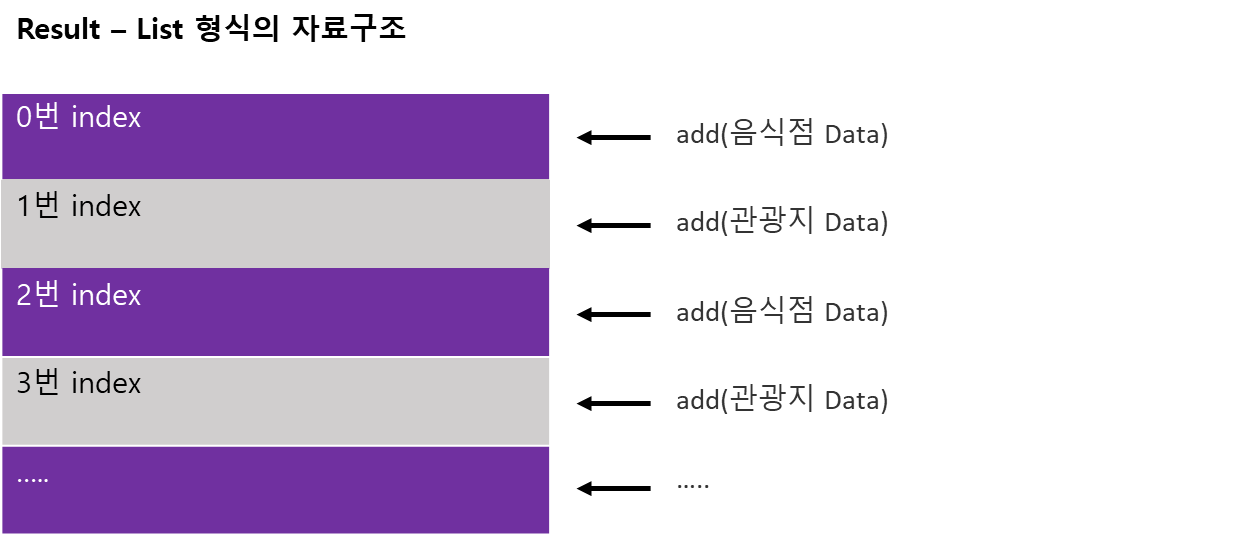 Result – List 형식의 자료구조
0번 index
add(음식점 Data)
1번 index
add(관광지 Data)
2번 index
add(음식점 Data)
3번 index
add(관광지 Data)
.....
.....